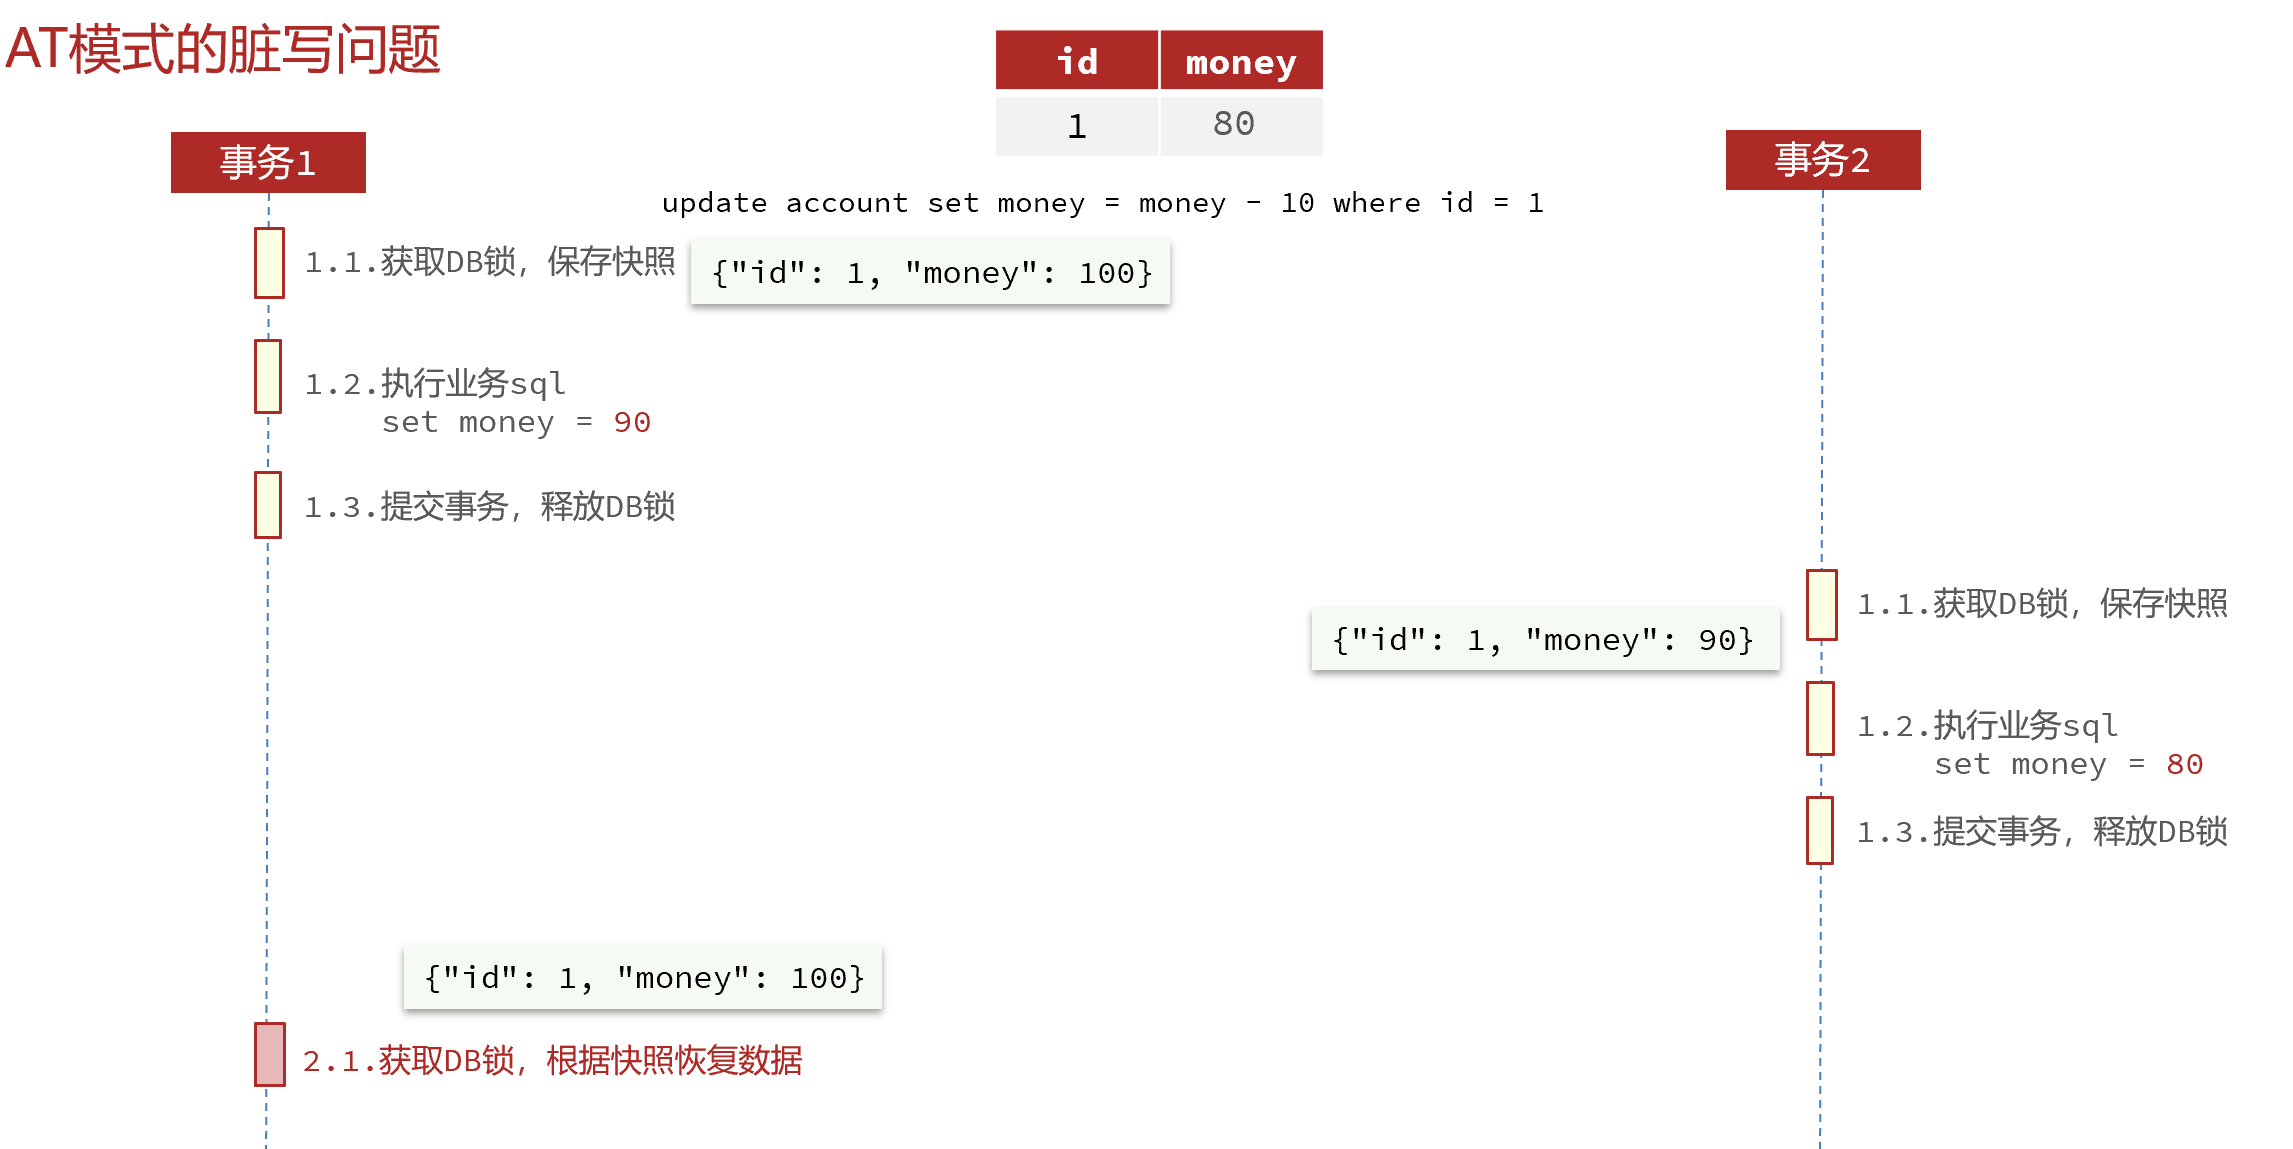 AT模式的脏写问题
id money
1 80
事务1
事务2
update account set money = money - 10 where id = 1
1.1.获取DB锁，保存快照
{"id": 1, "money": 100}
1.2.执行业务sql
set money = 90
1.3.提交事务，释放DB锁
1.1.获取DB锁，保存快照
{"id": 1, "money": 90}
1.2.执行业务sql
set money = 80
1.3.提交事务，释放DB锁
{"id": 1, "money": 100}
2.1.获取DB锁，根据快照恢复数据